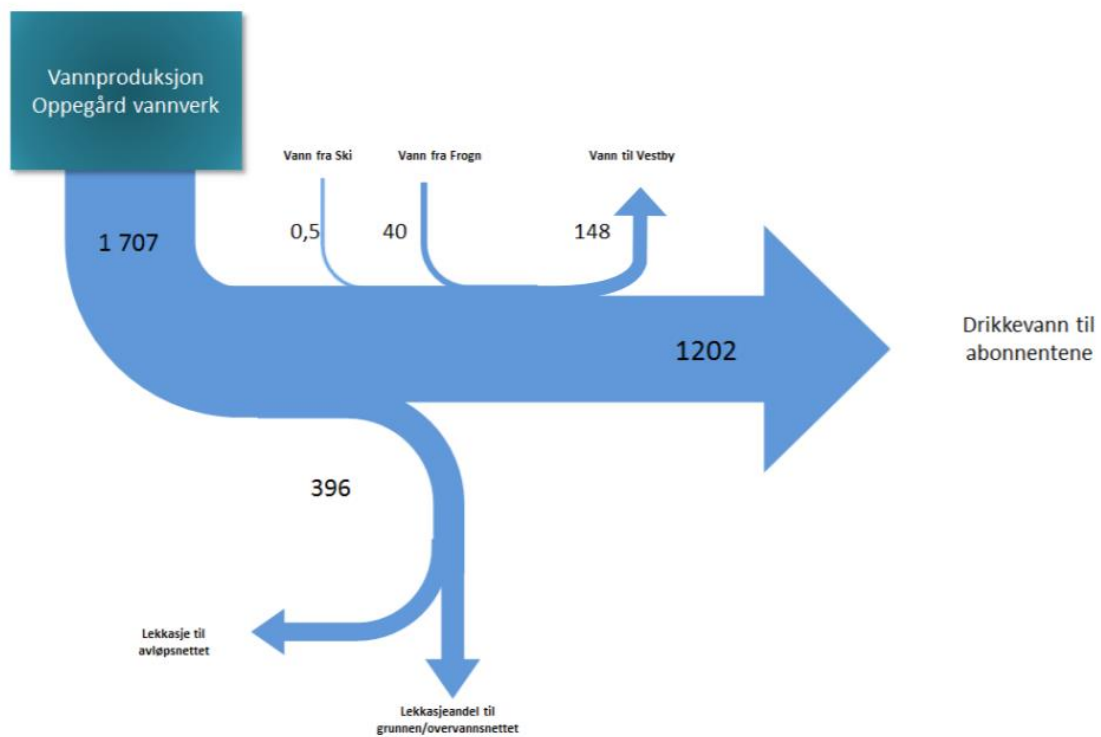 Vannproduksjon
Oppegård vannverk
Vann fra Ski
Vann fra Frogn
Vann til Vestby
1 707
0,5
40
148
1202
Drikkevann til
abonnentene
396
Lekkasje til
avløpsnettet
Lekkasjeandel til
grunnen/overvannsnettet